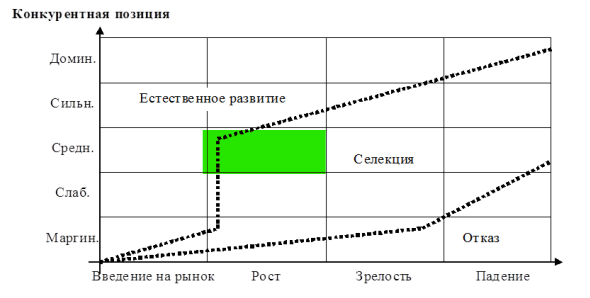 Конкурентная позиция
Домин.
Сильн.
Естественное развитие
Средн.
Селекция
Слаб.
Маргин.
Отказ
Введение на рынок Рост Зрелость Падение